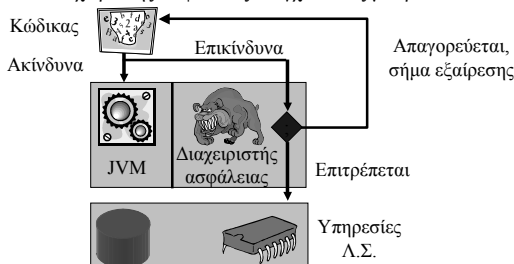 Κώδικας
Ακίνδυνα
Επικίνδυνα
Απαγορεύεται,
σήμα εξαίρεσης
JVM
Διαχειριστής
ασφάλειας
Επιτρέπεται
Υπηρεσίες
Λ.Σ.